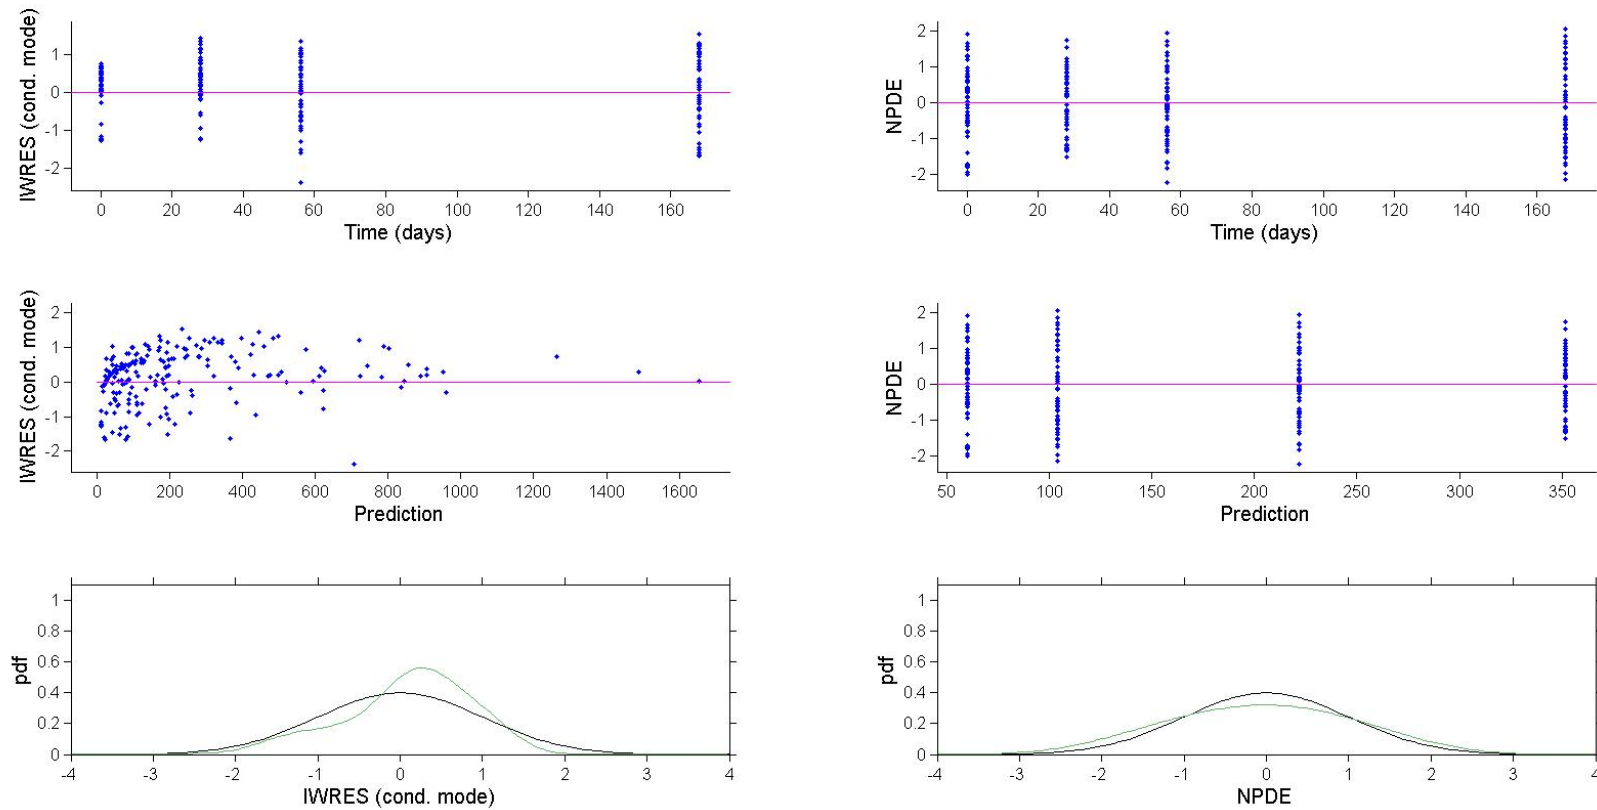 IWRES (cond. mode)
1
0
-1
-2
0 20 40 60 80 100 120 140 160
Time (days)
NPDE
2
1
0
-1
-2
0 20 40 60 80 100 120 140 160
Time (days)
IWRES (cond. mode)
2
1
0
-1
-2
0 200 400 600 800 1000 1200 1400 1600
Prediction
NPDE
2
1
0
-1
-2
50 100 150 200 250 300 350
Prediction
pdf
1
0.8
0.6
0.4
0.2
0
-4 -3 -2 -1 0 1 2 3 4
IWRES (cond. mode)
pdf
1
0.8
0.6
0.4
0.2
0
-4 -3 -2 -1 0 1 2 3 4
NPDE